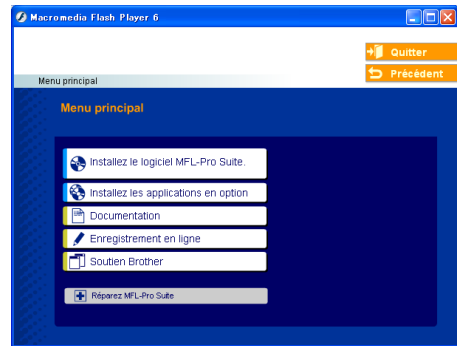 Macromedia Flash Player 6
Quitter
Précédent
Menu principal
Menu principal
Installez le logiciel MFL-Pro Suite.
Installez les applications en option
Documentation
Enregistrement en ligne
Soutien Brother
Réparez MFL-Pro Suite